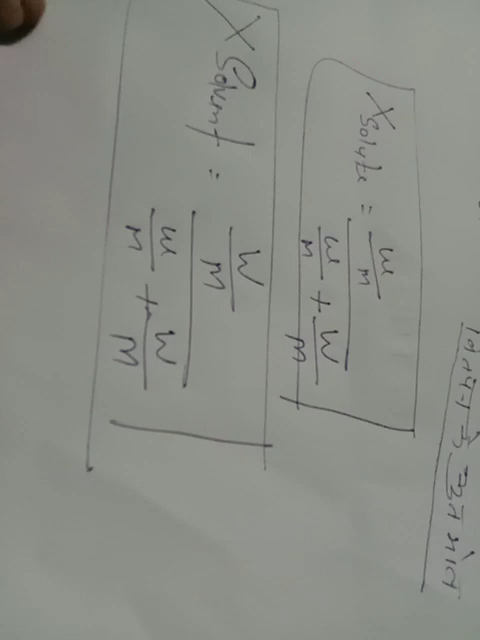 के कुल मोल
X solute = w/m / w/m + W/M
X solvent = W/M / w/m + W/M